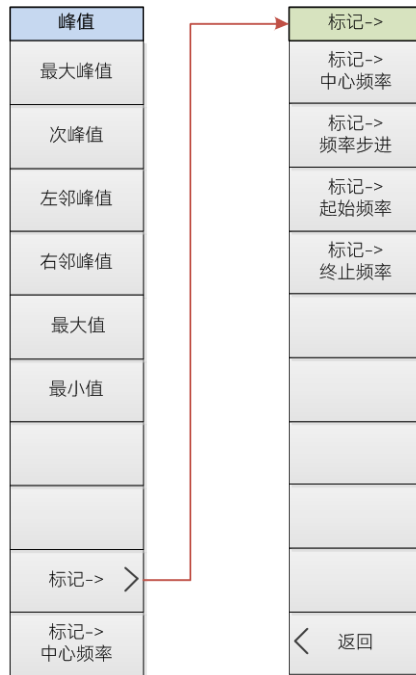 峰值
最大峰值
次峰值
左邻峰值
右邻峰值
最大值
最小值
标记->
标记->
中心频率
标记->
标记->
中心频率
标记->
频率步进
标记->
起始频率
标记->
终止频率
返回